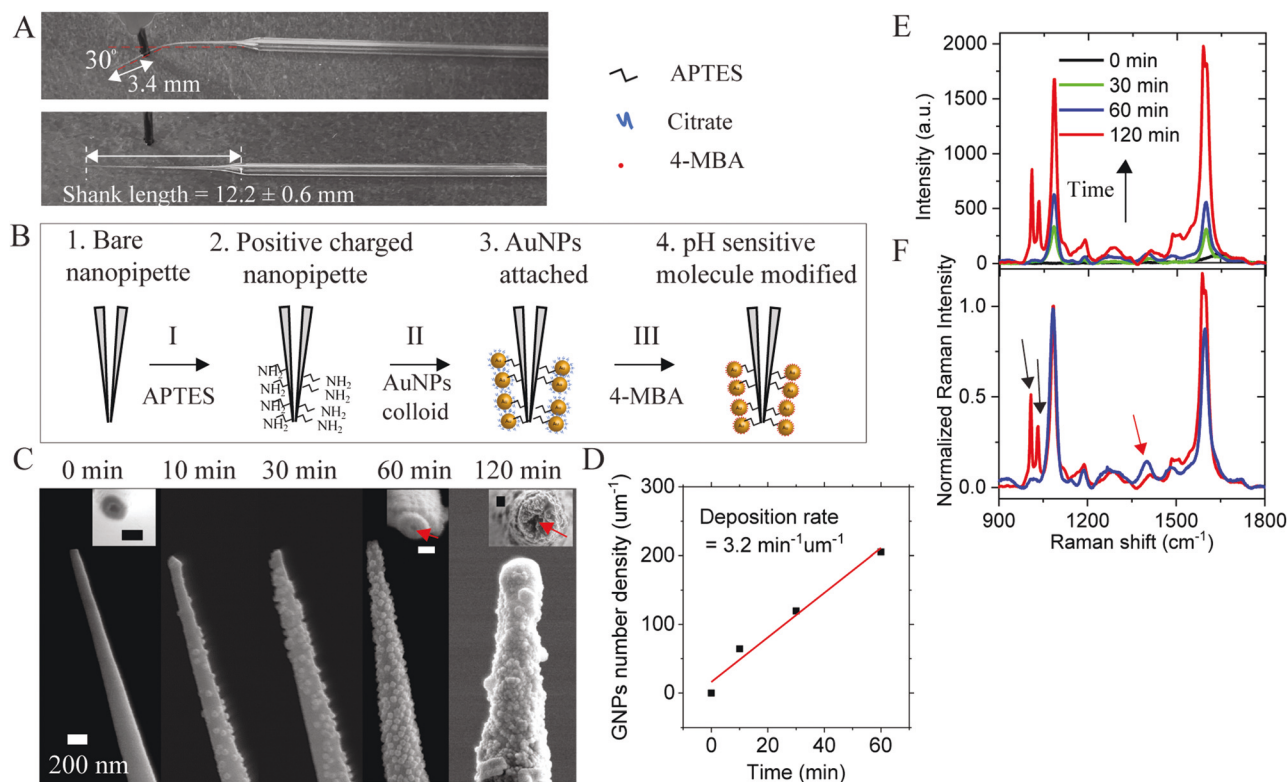 A
30°
3.4 mm
Shank length = 12.2 ± 0.6 mm
APTES
Citrate
4-MBA
B
1. Bare
nanopipette
2. Positive charged
nanopipette
3. AuNPs
attached
4. pH sensitive
molecule modified
I
APTES
NH₂
NH₂
NH₂
NH₂
NH₂
NH₂
NH₂
NH₂
II
AuNPs
colloid
III
4-MBA
C
0 min
10 min
30 min
60 min
120 min
200 nm
D
GNPs number density (um⁻¹)
300
200
100
0
Deposition rate
= 3.2 min⁻¹um⁻¹
0
20
40
60
Time (min)
E
Intensity (a.u.)
2000
1500
1000
500
0
0 min
30 min
60 min
120 min
Time
F
Normalized Raman Intensity
1.0
0.5
0.0
900
1200
1500
1800
Raman shift (cm⁻¹)